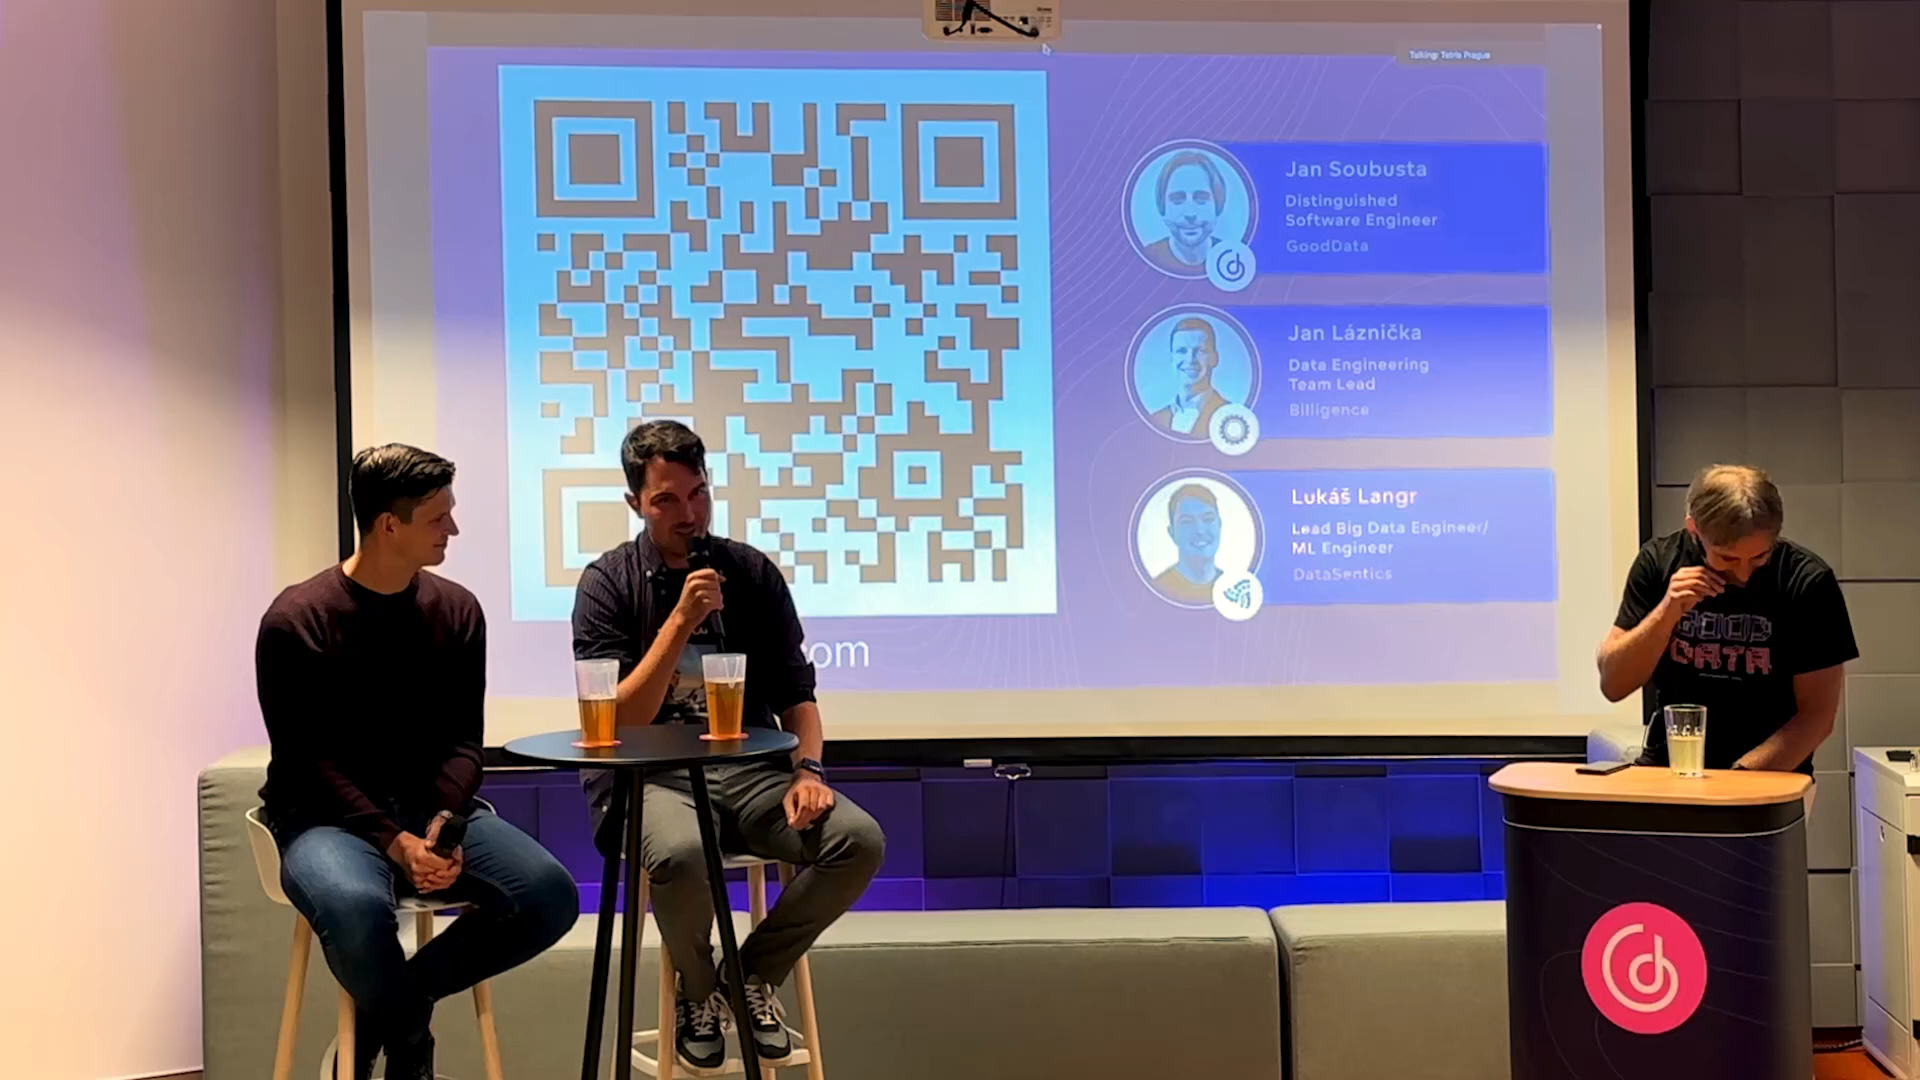 Talking: Tetris Prague
Jan Soubusta
Distinguished
Software Engineer
GoodData
Jan Láznička
Data Engineering
Team Lead
Billigence
Lukáš Langr
Lead Big Data Engineer/
ML Engineer
DataSentics
om
GOOD
DATA